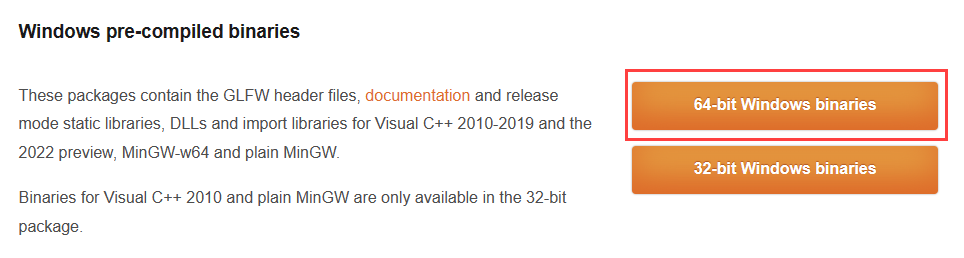 Windows pre-compiled binaries
These packages contain the GLFW header files, documentation and release
mode static libraries, DLLs and import libraries for Visual C++ 2010-2019 and the
2022 preview, MinGW-w64 and plain MinGW.
Binaries for Visual C++ 2010 and plain MinGW are only available in the 32-bit
package.
64-bit Windows binaries
32-bit Windows binaries